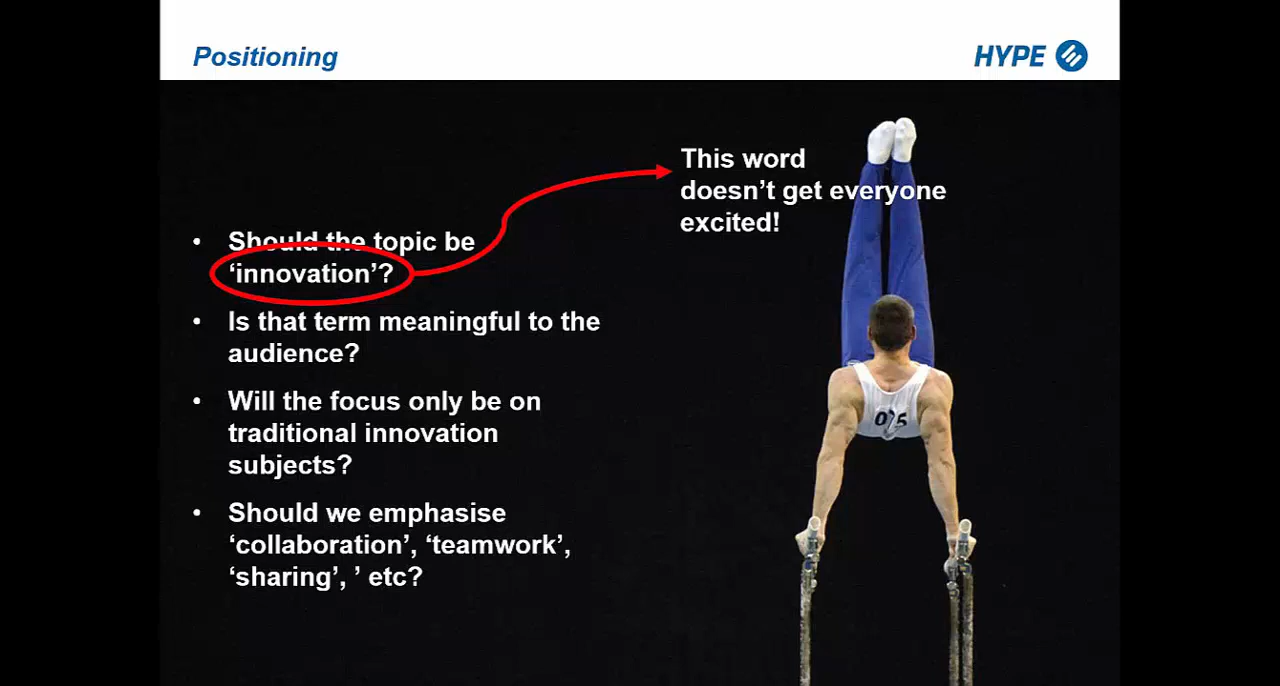 Positioning
HYPE
This word
doesn’t get everyone
excited!
• Should the topic be
‘innovation’?
• Is that term meaningful to the
audience?
• Will the focus only be on
traditional innovation
subjects?
• Should we emphasise
‘collaboration’, ‘teamwork’,
‘sharing’, ’ etc?